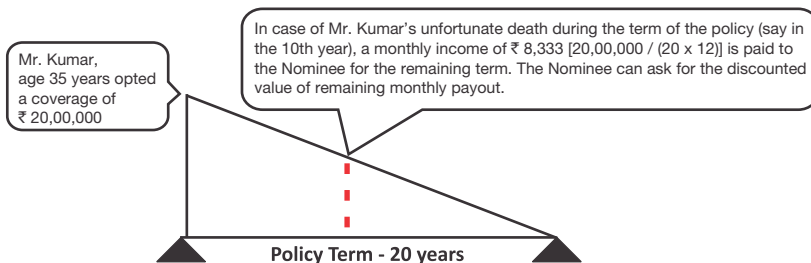 Mr. Kumar,
age 35 years opted
a coverage of
₹ 20,00,000
In case of Mr. Kumar's unfortunate death during the term of the policy (say in
the 10th year), a monthly income of ₹ 8,333 [20,00,000 / (20 x 12)] is paid to
the Nominee for the remaining term. The Nominee can ask for the discounted
value of remaining monthly payout.
Policy Term - 20 years